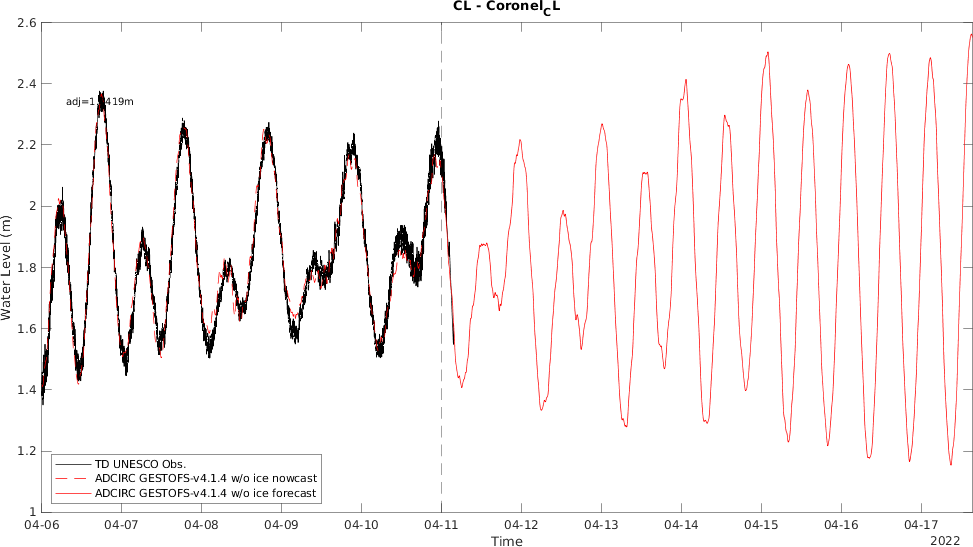 CL - Coronel_CL
2.6
2.4
2.2
2
1.8
1.6
1.4
1.2
1
Water Level (m)
TD UNESCO Obs.
ADCIRC GESTOFS-v4.1.4 w/o ice nowcast
ADCIRC GESTOFS-v4.1.4 w/o ice forecast
04-06 04-07 04-08 04-09 04-10 04-11 04-12 04-13 04-14 04-15 04-16 04-17
Time
2022